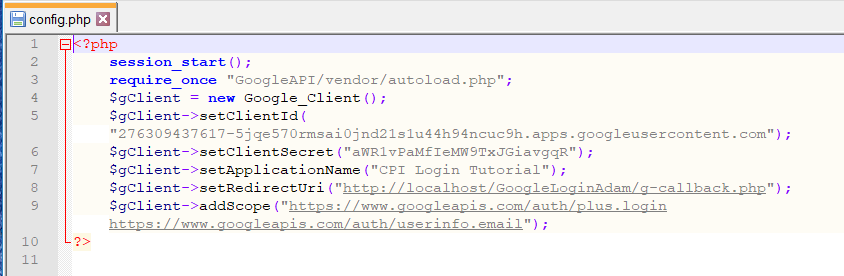 config.php
1 <?php
2 session_start();
3 require_once "GoogleAPI/vendor/autoload.php";
4 $gClient = new Google_Client();
5 $gClient->setClientId(
"276309437617-5jqe570rmsai0jnd21s1u44h94ncuc9h.apps.googleusercontent.com");
6 $gClient->setClientSecret("aWR1vPaMfIeMW9TxJGiavgqR");
7 $gClient->setApplicationName("CPI Login Tutorial");
8 $gClient->setRedirectUri("http://localhost/GoogleLoginAdam/g-callback.php");
9 $gClient->addScope("https://www.googleapis.com/auth/plus.login
https://www.googleapis.com/auth/userinfo.email");
10 ?>
11